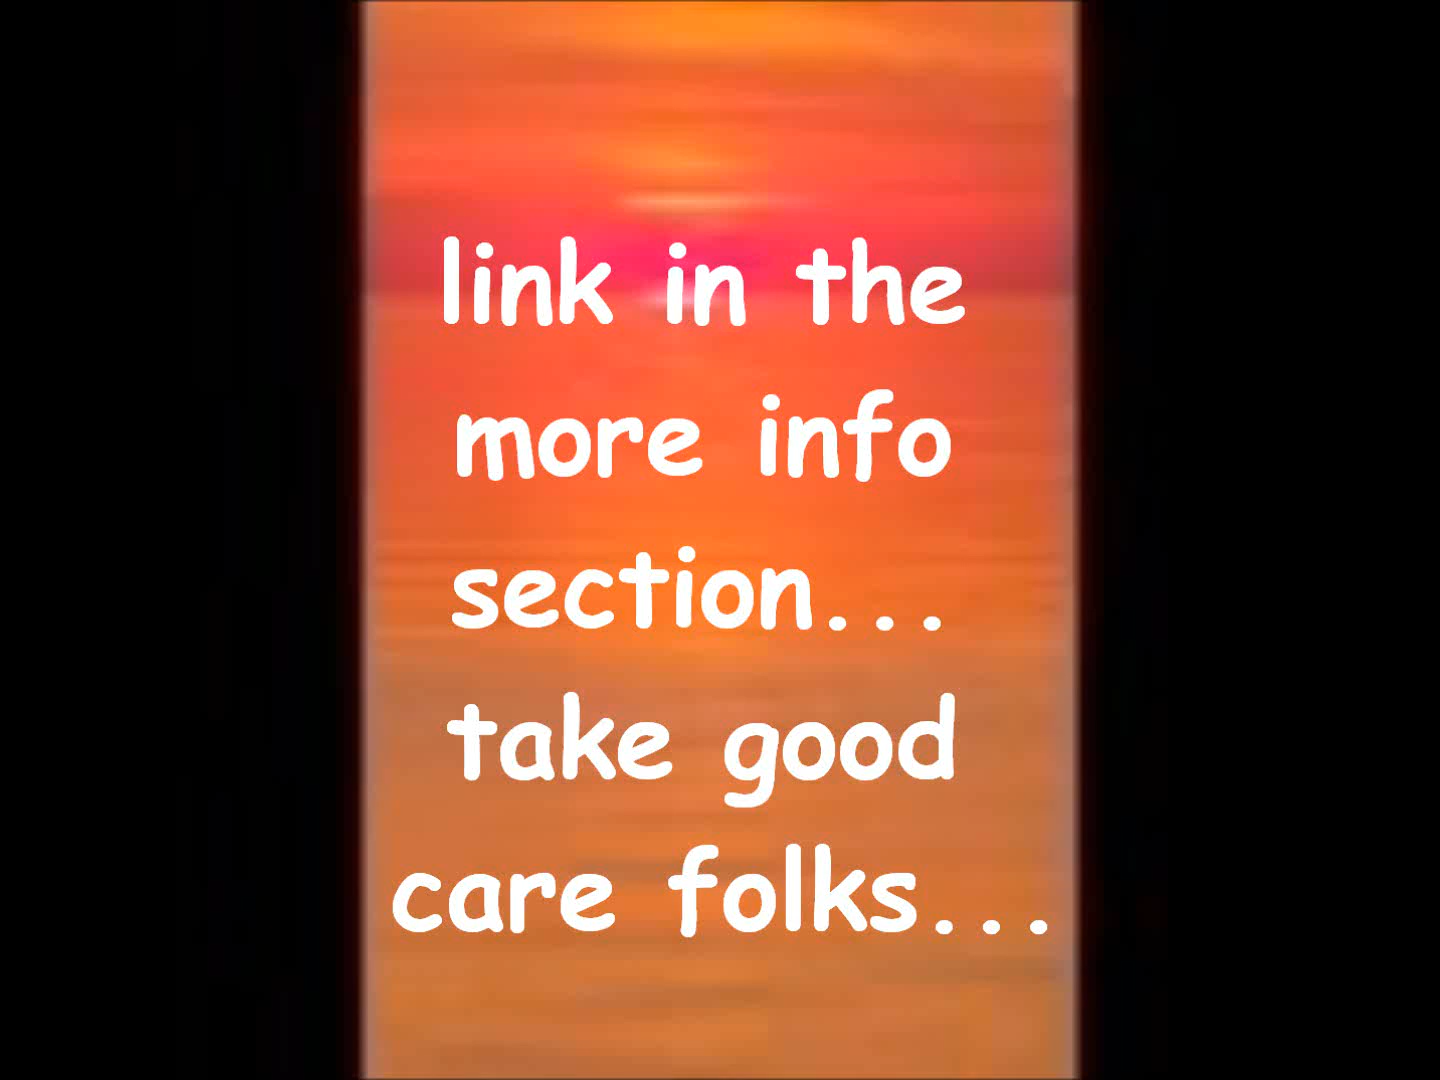 link in the
more info
section...
take good
care folks...